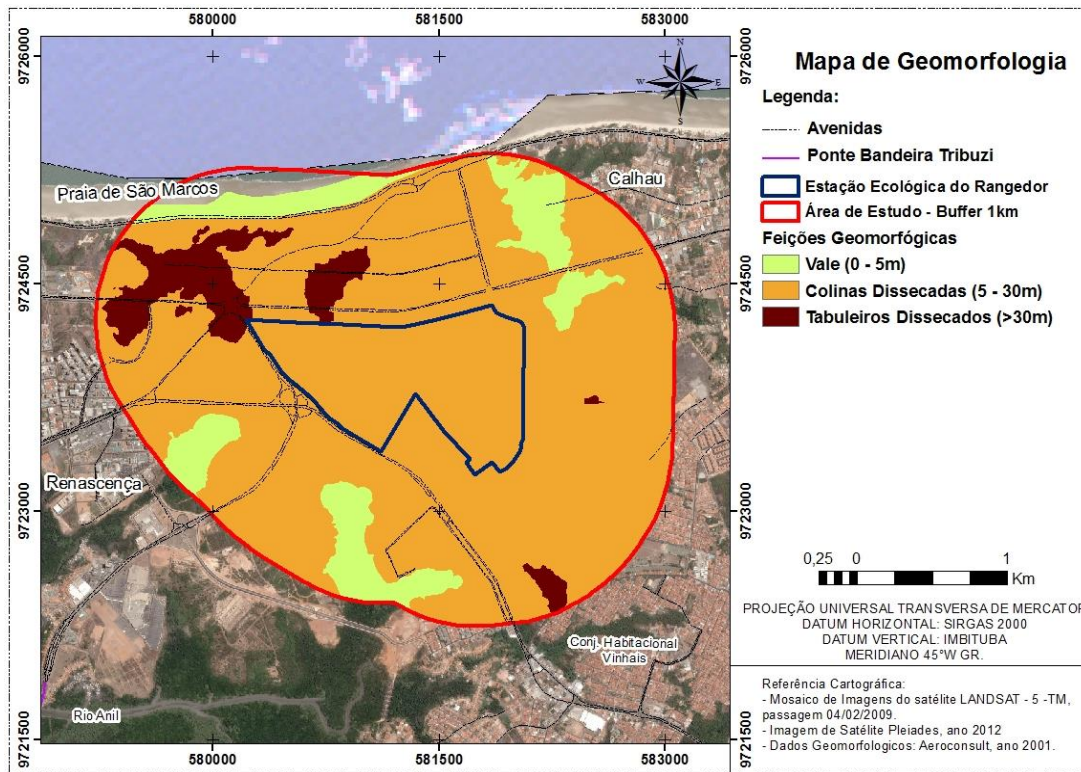 580000
581500
583000
9726000
9726000
9724500
9724500
9723000
9723000
9721500
9721500
N
W
E
S
Praia de São Marcos
Calhau
Renascença
Conj. Habitacional
Vinhais
Rio Anil
580000
581500
583000
Mapa de Geomorfologia
Legenda:
Avenidas
Ponte Bandeira Tribuzi
Estação Ecológica do Rangedor
Área de Estudo - Buffer 1km
Feições Geomorfógicas
Vale (0 - 5m)
Colinas Dissecadas (5 - 30m)
Tabuleiros Dissecados (>30m)
0,25 0 1
Km
PROJEÇÃO UNIVERSAL TRANSVERSA DE MERCATOR
DATUM HORIZONTAL: SIRGAS 2000
DATUM VERTICAL: IMBITUBA
MERIDIANO 45°W GR.
Referência Cartográfica:
- Mosaico de Imagens do satélite LANDSAT - 5 -TM,
passagem 04/02/2009.
- Imagem de Satélite Pleiades, ano 2012
- Dados Geomorfologicos: Aeroconsult, ano 2001.